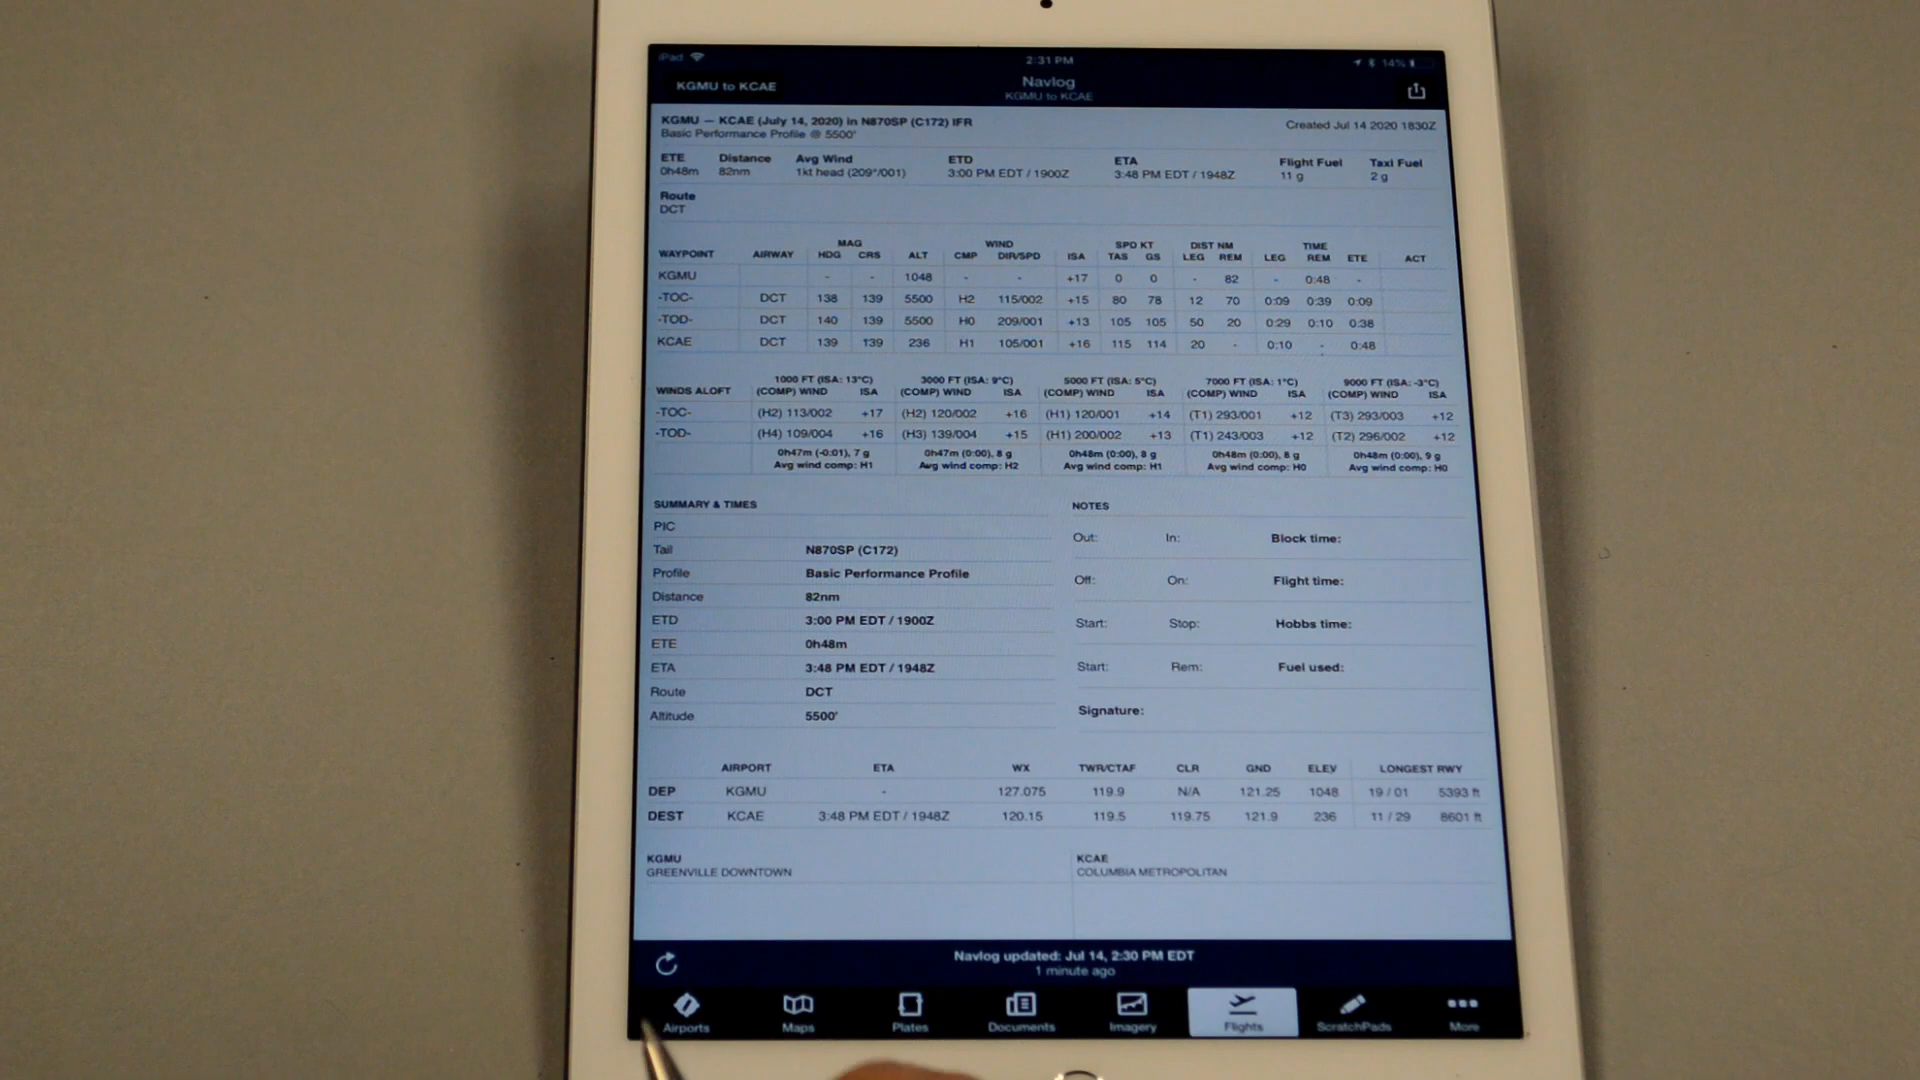 iPad 2:31 PM 14%
KGMU to KCAE Navlog
KGMU to KCAE
KGMU — KCAE (July 14, 2020) in N870SP (C172) IFR Created Jul 14 2020 1830Z
Basic Performance Profile @ 5500'
ETE Distance Avg Wind ETD ETA Flight Fuel Taxi Fuel
0h48m 82nm 1kt head (209°/001) 3:00 PM EDT / 1900Z 3:48 PM EDT / 1948Z 11 g 2 g
Route
DCT
MAG WIND SPD KT DIST NM TIME
WAYPOINT AIRWAY HDG CRS ALT CMP DIR/SPD ISA TAS GS LEG REM LEG REM ETE ACT
KGMU - - 1048 - - +17 0 0 - 82 - 0:48 -
-TOC- DCT 138 139 5500 H2 115/002 +15 80 78 12 70 0:09 0:39 0:09
-TOD- DCT 140 139 5500 H0 209/001 +13 105 105 50 20 0:29 0:10 0:38
KCAE DCT 139 139 236 H1 105/001 +16 115 114 20 - 0:10 - 0:48
1000 FT (ISA: 13°C) 3000 FT (ISA: 9°C) 5000 FT (ISA: 5°C) 7000 FT (ISA: 1°C) 9000 FT (ISA: -3°C)
WINDS ALOFT (COMP) WIND ISA (COMP) WIND ISA (COMP) WIND ISA (COMP) WIND ISA (COMP) WIND ISA
-TOC- (H2) 113/002 +17 (H2) 120/002 +16 (H1) 120/001 +14 (T1) 293/001 +12 (T3) 293/003 +12
-TOD- (H4) 109/004 +16 (H3) 139/004 +15 (H1) 200/002 +13 (T1) 243/003 +12 (T2) 296/002 +12
0h47m (-0:01), 7 g 0h47m (0:00), 8 g 0h48m (0:00), 8 g 0h48m (0:00), 8 g 0h48m (0:00), 9 g
Avg wind comp: H1 Avg wind comp: H2 Avg wind comp: H1 Avg wind comp: H0 Avg wind comp: H0
SUMMARY & TIMES NOTES
PIC
Out: In: Block time:
Tail N870SP (C172)
Profile Basic Performance Profile
Off: On: Flight time:
Distance 82nm
ETD 3:00 PM EDT / 1900Z
Start: Stop: Hobbs time:
ETE 0h48m
ETA 3:48 PM EDT / 1948Z
Start: Rem: Fuel used:
Route DCT
Altitude 5500'
Signature:
AIRPORT ETA WX TWR/CTAF CLR GND ELEV LONGEST RWY
DEP KGMU - 127.075 119.9 N/A 121.25 1048 19 / 01 5393 ft
DEST KCAE 3:48 PM EDT / 1948Z 120.15 119.5 119.75 121.9 236 11 / 29 8601 ft
KGMU KCAE
GREENVILLE DOWNTOWN COLUMBIA METROPOLITAN
Navlog updated: Jul 14, 2:30 PM EDT
1 minute ago
Airports Maps Plates Documents Imagery Flights ScratchPads More